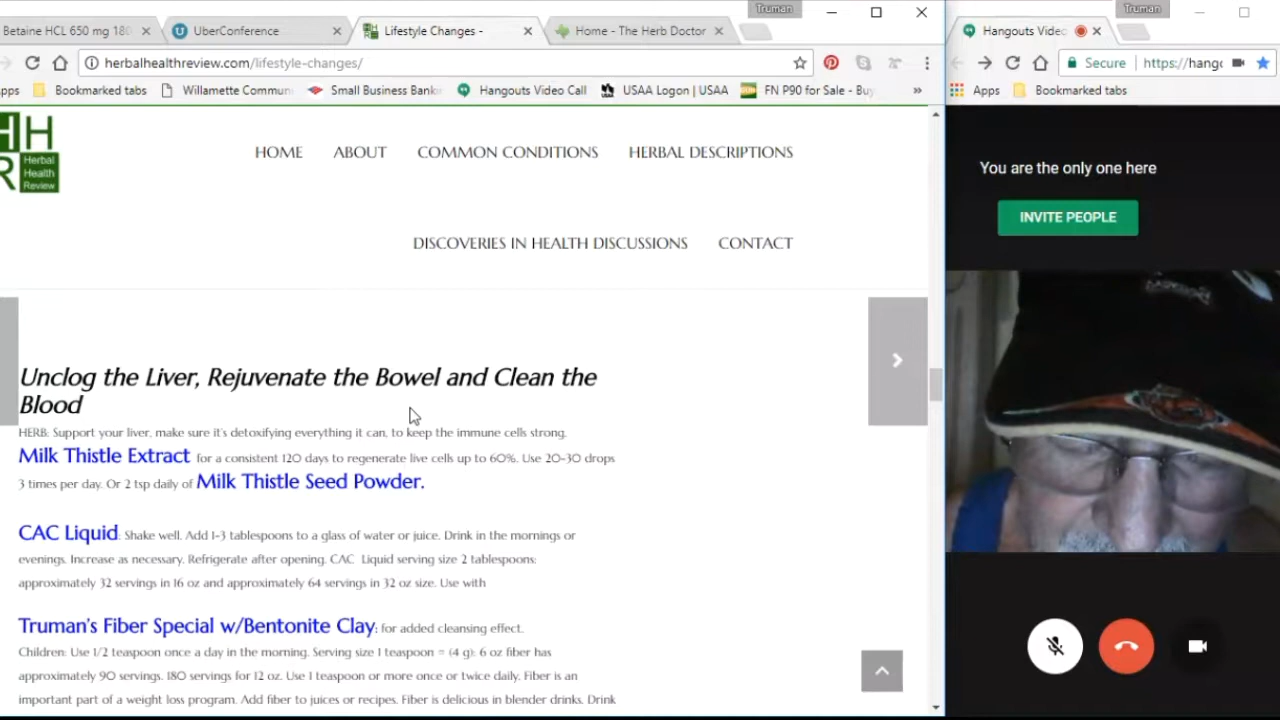 Truman
Truman
Betaine HCL 650 mg 180
UberConference
Lifestyle Changes -
Home - The Herb Doctor
Hangouts Video
herbalhealthreview.com/lifestyle-changes/
Secure
https://hango
pps
Bookmarked tabs
Willamette Commun
Small Business Banki
Hangouts Video Call
USAA Logon | USAA
FN P90 for Sale - Buy
»
Apps
Bookmarked tabs
H H
R
Herbal
Health
Review
HOME
ABOUT
COMMON CONDITIONS
HERBAL DESCRIPTIONS
DISCOVERIES IN HEALTH DISCUSSIONS
CONTACT
You are the only one here
INVITE PEOPLE
Unclog the Liver, Rejuvenate the Bowel and Clean the
Blood
HERB: Support your liver, make sure it's detoxifying everything it can, to keep the immune cells strong.
Milk Thistle Extract for a consistent 120 days to regenerate live cells up to 60%. Use 20-30 drops
3 times per day. Or 2 tsp daily of Milk Thistle Seed Powder.
CAC Liquid: Shake well. Add 1-3 tablespoons to a glass of water or juice. Drink in the mornings or
evenings. Increase as necessary. Refrigerate after opening. CAC Liquid serving size 2 tablespoons:
approximately 32 servings in 16 oz and approximately 64 servings in 32 oz size. Use with
Truman's Fiber Special w/Bentonite Clay: for added cleansing effect.
Children: Use 1/2 teaspoon once a day in the morning. Serving size 1 teaspoon = (4 g): 6 oz fiber has
approximately 90 servings. 180 servings for 12 oz. Use 1 teaspoon or more once or twice daily. Fiber is an
important part of a weight loss program. Add fiber to juices or recipes. Fiber is delicious in blender drinks. Drink